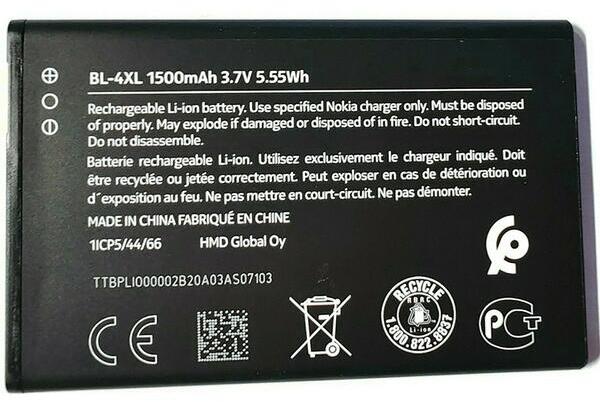 BL-4XL 1500mAh 3.7V 5.55Wh
Rechargeable Li-ion battery. Use specified Nokia charger only. Must be disposed
of properly. May explode if damaged or disposed of in fire. Do not short-circuit.
Do not disassemble.
Batterie rechargeable Li-ion. Utilisez exclusivement le chargeur indiqué. Doit
être recyclée ou jetée correctement. Peut exploser en cas de détérioration ou
d´exposition au feu. Ne pas mettre en court-circuit. Ne pas démonter.
MADE IN CHINA FABRIQUÉ EN CHINE
1ICP5/44/66 HMD Global Oy
TTBPLI000002B20A03AS07103
CE
RECYCLE
RBRC
Li-ion
1.800.822.8837
PCT